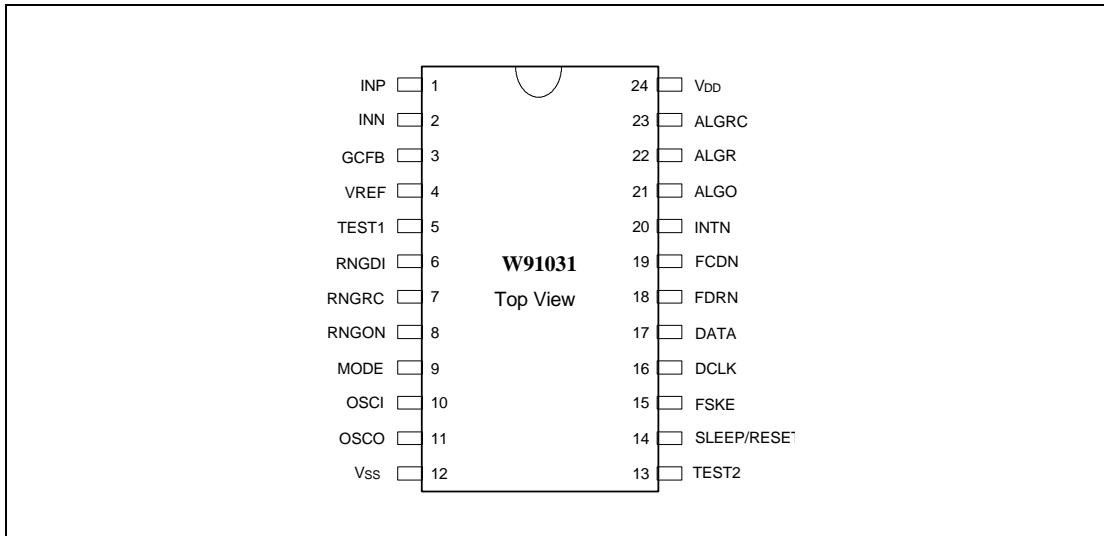 INP 1 24 VDD
INN 2 23 ALGRC
GCFB 3 22 ALGR
VREF 4 21 ALGO
TEST1 5 20 INTN
RNGDI 6 W91031 19 FCDN
RNGRC 7 Top View 18 FDRN
RNGON 8 17 DATA
MODE 9 16 DCLK
OSCI 10 15 FSKE
OSCO 11 14 SLEEP/RESET
VSS 12 13 TEST2